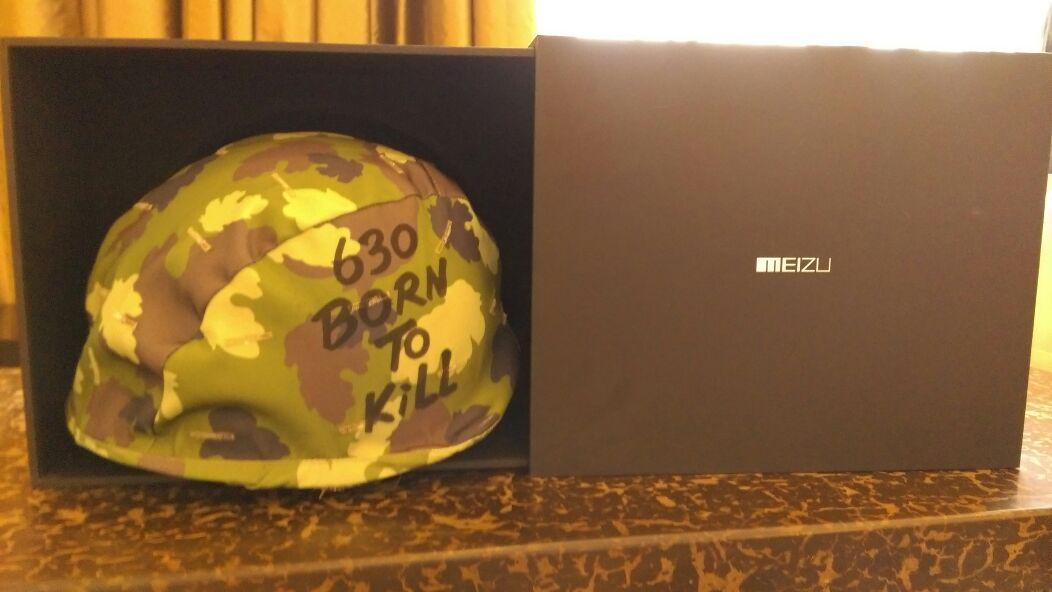 630
BORN
TO
KiLL
MEIZU